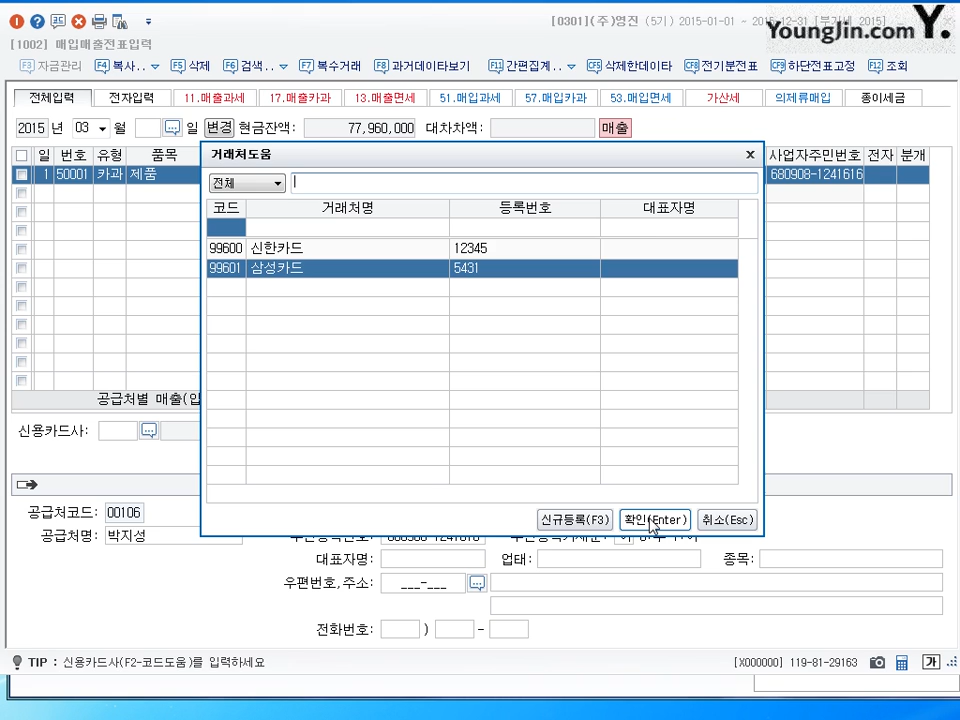 [0301](주)영진 (5기) 2015-01-01 ~ 2015-12-31 [부가세 2015]
YoungJin.com Y.
[1002] 매입매출전표입력
F3 자금관리 F4 복사.. F5 삭제 F6 검색.. F7 복수거래 F8 과거데이타보기 F11 간편집계.. CF5 삭제한데이타 CF8 전기분전표 CF9 하단전표고정 F12 조회
전체입력 전자입력 11.매출과세 17.매출카과 13.매출면세 51.매입과세 57.매입카과 53.매입면세 가산세 의제류매입 종이세금
2015 년 03 월 일 변경 현금잔액: 77,960,000 대차차액: 매출
일 번호 유형 품목 사업자주민번호 전자 분개
1 50001 카과 제품 680908-1241616
거래처도움
전체
코드 거래처명 등록번호 대표자명
99600 신한카드 12345
99601 삼성카드 5431
공급처별 매출(입
신용카드사:
신규등록(F3) 확인(Enter) 취소(Esc)
공급처코드: 00106
공급처명: 박지성
대표자명: 업태: 종목:
우편번호,주소: ___-___
전화번호: ) -
TIP : 신용카드사(F2-코드도움)를 입력하세요
[X000000] 119-81-29163 가